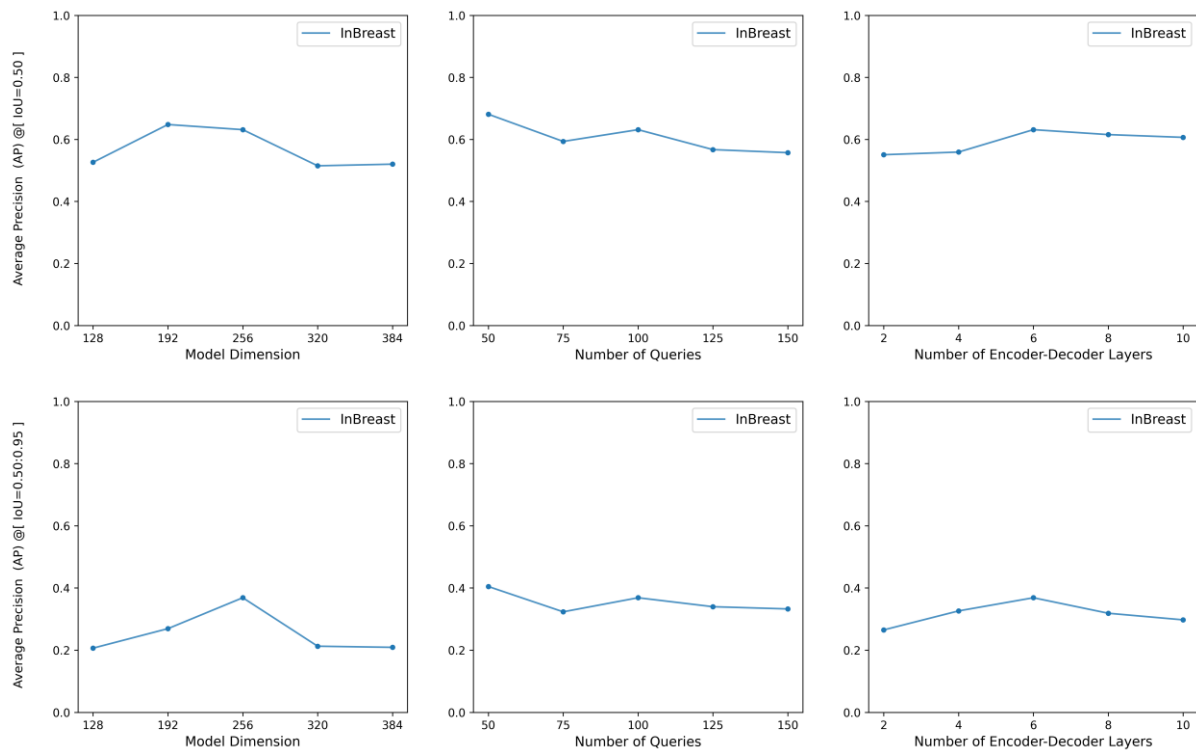 Average Precision (AP) @[ IoU=0.50 ]
1.0
0.8
0.6
0.4
0.2
0.0
InBreast
128 192 256 320 384
Model Dimension
1.0
0.8
0.6
0.4
0.2
0.0
InBreast
50 75 100 125 150
Number of Queries
1.0
0.8
0.6
0.4
0.2
0.0
InBreast
2 4 6 8 10
Number of Encoder-Decoder Layers
Average Precision (AP) @[ IoU=0.50:0.95 ]
1.0
0.8
0.6
0.4
0.2
0.0
InBreast
128 192 256 320 384
Model Dimension
1.0
0.8
0.6
0.4
0.2
0.0
InBreast
50 75 100 125 150
Number of Queries
1.0
0.8
0.6
0.4
0.2
0.0
InBreast
2 4 6 8 10
Number of Encoder-Decoder Layers